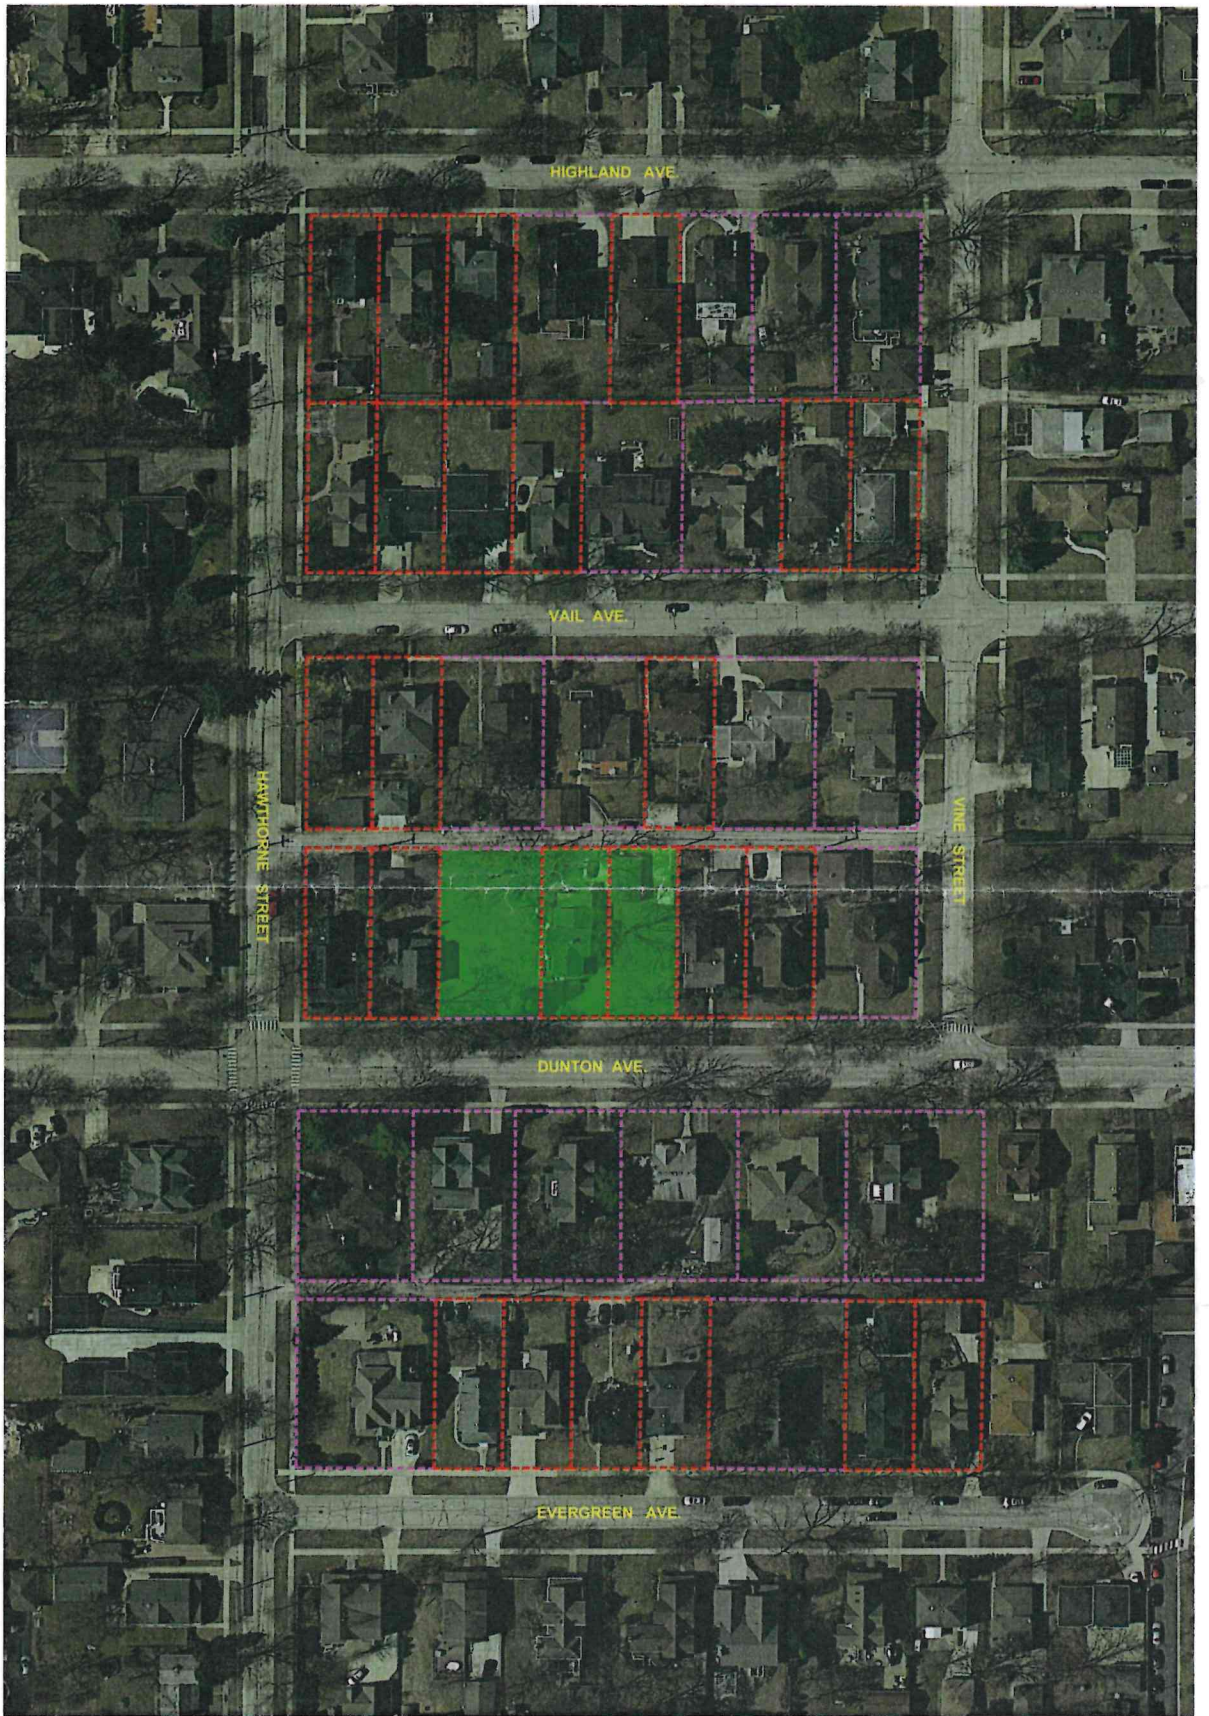 HIGHLAND AVE.
VAIL AVE.
HAWTHORNE STREET
VINE STREET
DUNTON AVE.
EVERGREEN AVE.